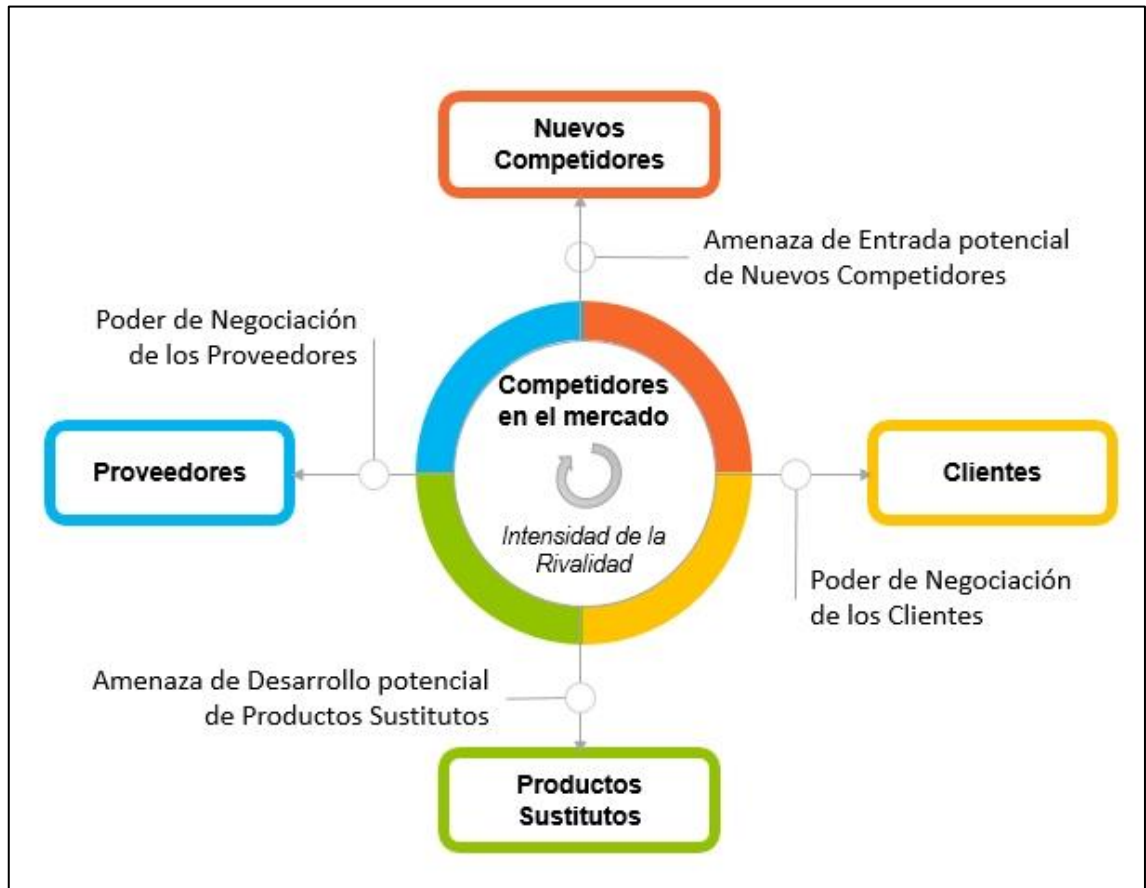 Nuevos
Competidores
Amenaza de Entrada potencial
de Nuevos Competidores
Poder de Negociación
de los Proveedores
Competidores
en el mercado
Proveedores
Clientes
Intensidad de la
Rivalidad
Poder de Negociación
de los Clientes
Amenaza de Desarrollo potencial
de Productos Sustitutos
Productos
Sustitutos